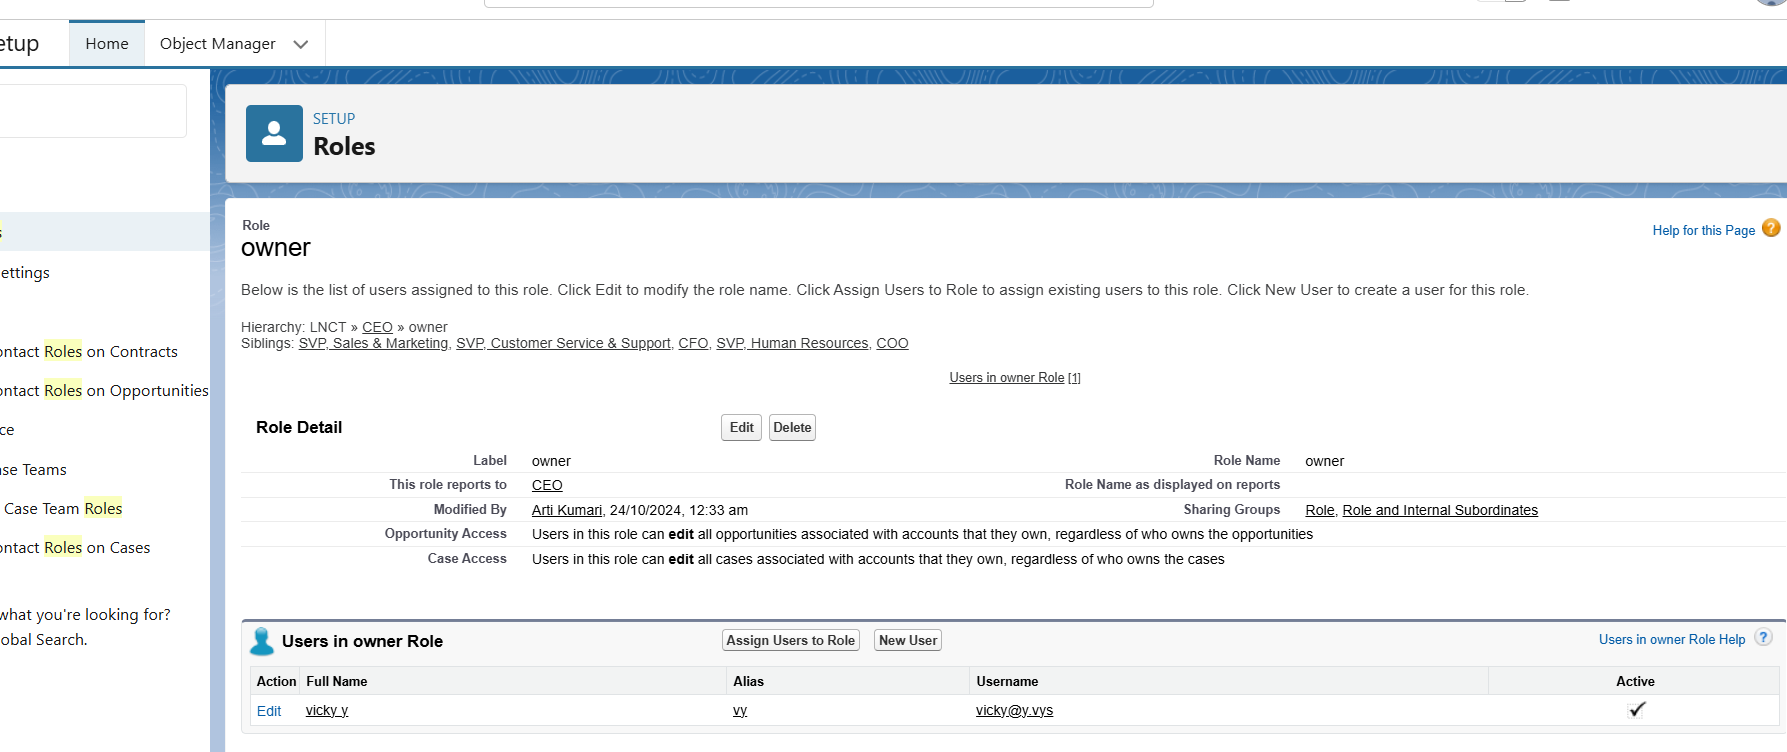 etup
Home
Object Manager
SETUP
Roles
ettings
ontact Roles on Contracts
ontact Roles on Opportunities
ce
se Teams
Case Team Roles
ontact Roles on Cases
what you're looking for?
obal Search.
Role
owner
Help for this Page ?
Below is the list of users assigned to this role. Click Edit to modify the role name. Click Assign Users to Role to assign existing users to this role. Click New User to create a user for this role.
Hierarchy: LNCT » CEO » owner
Siblings: SVP, Sales & Marketing, SVP, Customer Service & Support, CFO, SVP, Human Resources, COO
Users in owner Role [1]
Role Detail Edit Delete
Label owner Role Name owner
This role reports to CEO Role Name as displayed on reports
Modified By Arti Kumari, 24/10/2024, 12:33 am Sharing Groups Role, Role and Internal Subordinates
Opportunity Access Users in this role can edit all opportunities associated with accounts that they own, regardless of who owns the opportunities
Case Access Users in this role can edit all cases associated with accounts that they own, regardless of who owns the cases
Users in owner Role Assign Users to Role New User Users in owner Role Help ?
Action Full Name Alias Username Active
Edit vicky y vy vicky@y.vys